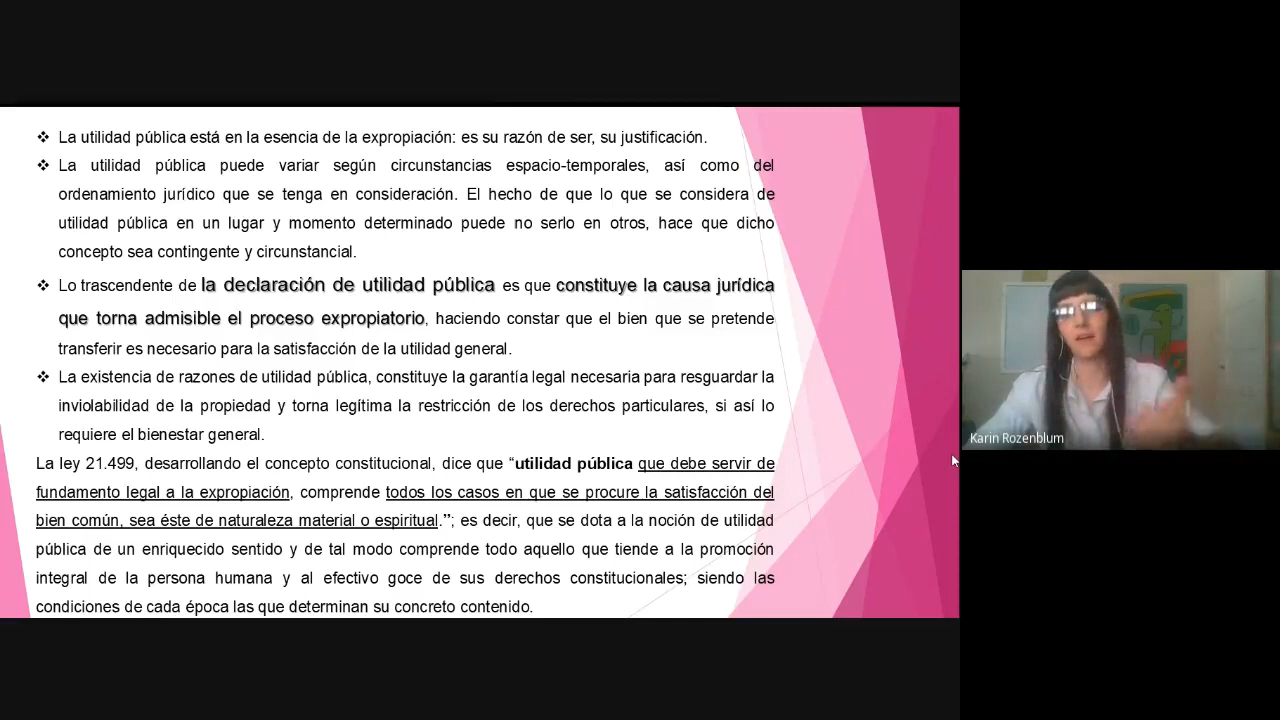 ❖ La utilidad pública está en la esencia de la expropiación: es su razón de ser, su justificación.
❖ La utilidad pública puede variar según circunstancias espacio-temporales, así como del
ordenamiento jurídico que se tenga en consideración. El hecho de que lo que se considera de
utilidad pública en un lugar y momento determinado puede no serlo en otros, hace que dicho
concepto sea contingente y circunstancial.
❖ Lo trascendente de la declaración de utilidad pública es que constituye la causa jurídica
que torna admisible el proceso expropiatorio, haciendo constar que el bien que se pretende
transferir es necesario para la satisfacción de la utilidad general.
❖ La existencia de razones de utilidad pública, constituye la garantía legal necesaria para resguardar la
inviolabilidad de la propiedad y torna legítima la restricción de los derechos particulares, si así lo
requiere el bienestar general.
La ley 21.499, desarrollando el concepto constitucional, dice que “utilidad pública que debe servir de
fundamento legal a la expropiación, comprende todos los casos en que se procure la satisfacción del
bien común, sea éste de naturaleza material o espiritual.”; es decir, que se dota a la noción de utilidad
pública de un enriquecido sentido y de tal modo comprende todo aquello que tiende a la promoción
integral de la persona humana y al efectivo goce de sus derechos constitucionales; siendo las
condiciones de cada época las que determinan su concreto contenido.
Karin Rozenblum